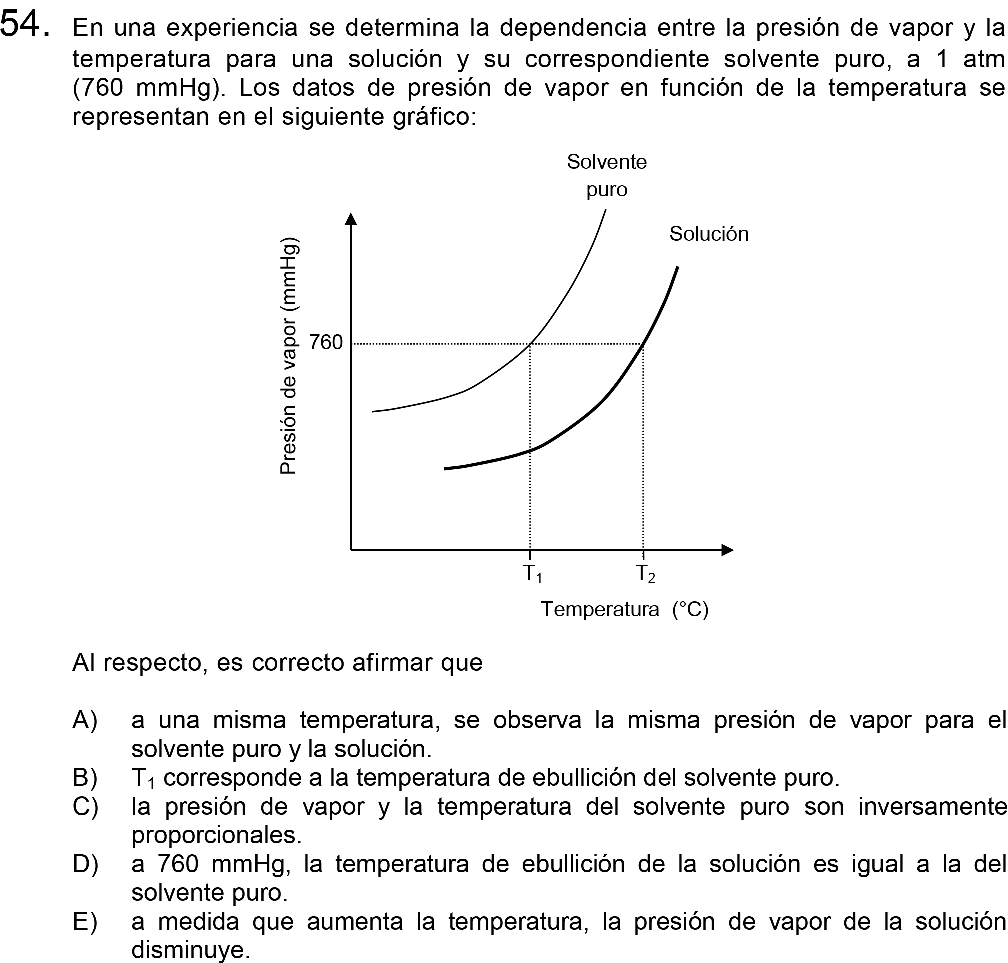 54. En una experiencia se determina la dependencia entre la presión de vapor y la
temperatura para una solución y su correspondiente solvente puro, a 1 atm
(760 mmHg). Los datos de presión de vapor en función de la temperatura se
representan en el siguiente gráfico:
Solvente
puro
Solución
Presión de vapor (mmHg)
760
T₁
T₂
Temperatura (°C)
Al respecto, es correcto afirmar que
A) a una misma temperatura, se observa la misma presión de vapor para el
solvente puro y la solución.
B) T₁ corresponde a la temperatura de ebullición del solvente puro.
C) la presión de vapor y la temperatura del solvente puro son inversamente
proporcionales.
D) a 760 mmHg, la temperatura de ebullición de la solución es igual a la del
solvente puro.
E) a medida que aumenta la temperatura, la presión de vapor de la solución
disminuye.